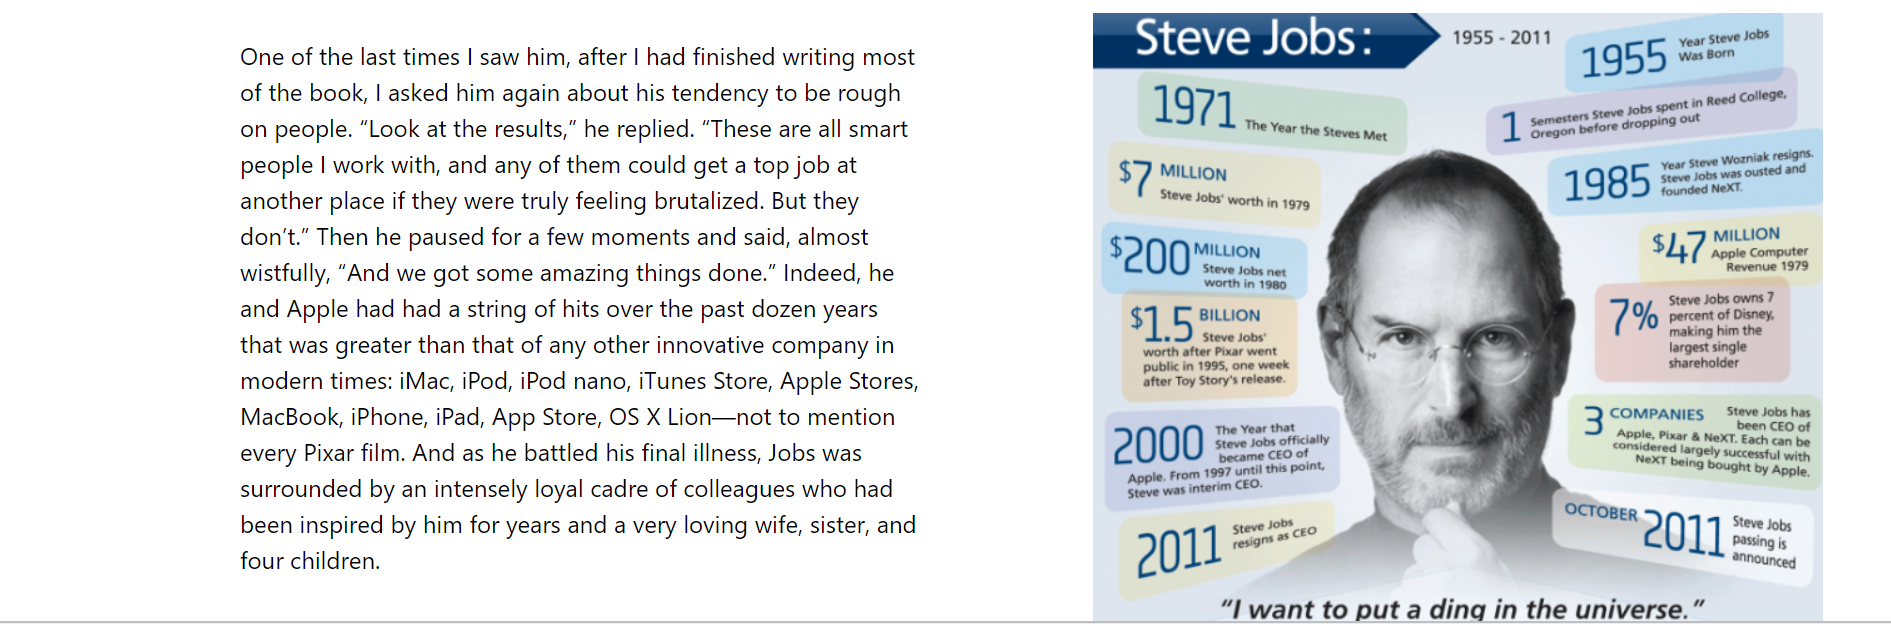 One of the last times I saw him, after I had finished writing most
of the book, I asked him again about his tendency to be rough
on people. “Look at the results,” he replied. “These are all smart
people I work with, and any of them could get a top job at
another place if they were truly feeling brutalized. But they
don’t.” Then he paused for a few moments and said, almost
wistfully, “And we got some amazing things done.” Indeed, he
and Apple had had a string of hits over the past dozen years
that was greater than that of any other innovative company in
modern times: iMac, iPod, iPod nano, iTunes Store, Apple Stores,
MacBook, iPhone, iPad, App Store, OS X Lion—not to mention
every Pixar film. And as he battled his final illness, Jobs was
surrounded by an intensely loyal cadre of colleagues who had
been inspired by him for years and a very loving wife, sister, and
four children.
Steve Jobs:
1955 - 2011
1955
Year Steve Jobs
Was Born
1971 The Year the Steves Met
1 Semesters Steve Jobs spent in Reed College,
Oregon before dropping out
$7 MILLION
Steve Jobs' worth in 1979
1985 Year Steve Wozniak resigns.
Steve Jobs was ousted and
founded NeXT.
$200 MILLION
Steve Jobs net
worth in 1980
$47 MILLION
Apple Computer
Revenue 1979
$1.5 BILLION
Steve Jobs'
worth after Pixar went
public in 1995, one week
after Toy Story's release.
7% Steve Jobs owns 7
percent of Disney,
making him the
largest single
shareholder
2000 The Year that
Steve Jobs officially
became CEO of
Apple. From 1997 until this point,
Steve was interim CEO.
3 COMPANIES Steve Jobs has
been CEO of
Apple, Pixar & NeXT. Each can be
considered largely successful with
NeXT being bought by Apple.
2011 Steve Jobs
resigns as CEO
OCTOBER 2011 Steve Jobs
passing is
announced
"I want to put a ding in the universe."